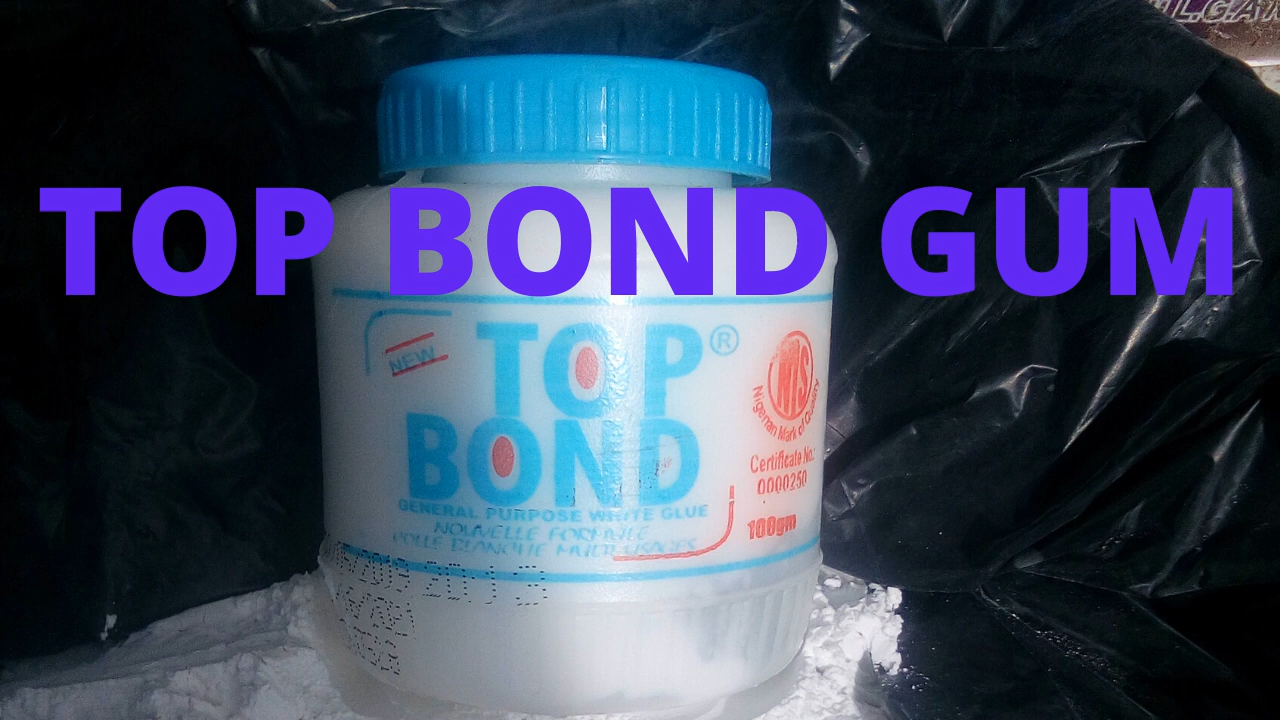 L.G.A
TOP BOND GUM
NEW
TOP®
BOND
GENERAL PURPOSE WHITE GLUE
NOUVELLE FORMULE
COLLE BLANCHE MULTI-USAGES
NIS
Nigerian Mark of Quality
Certificate No.:
0000250
100gm